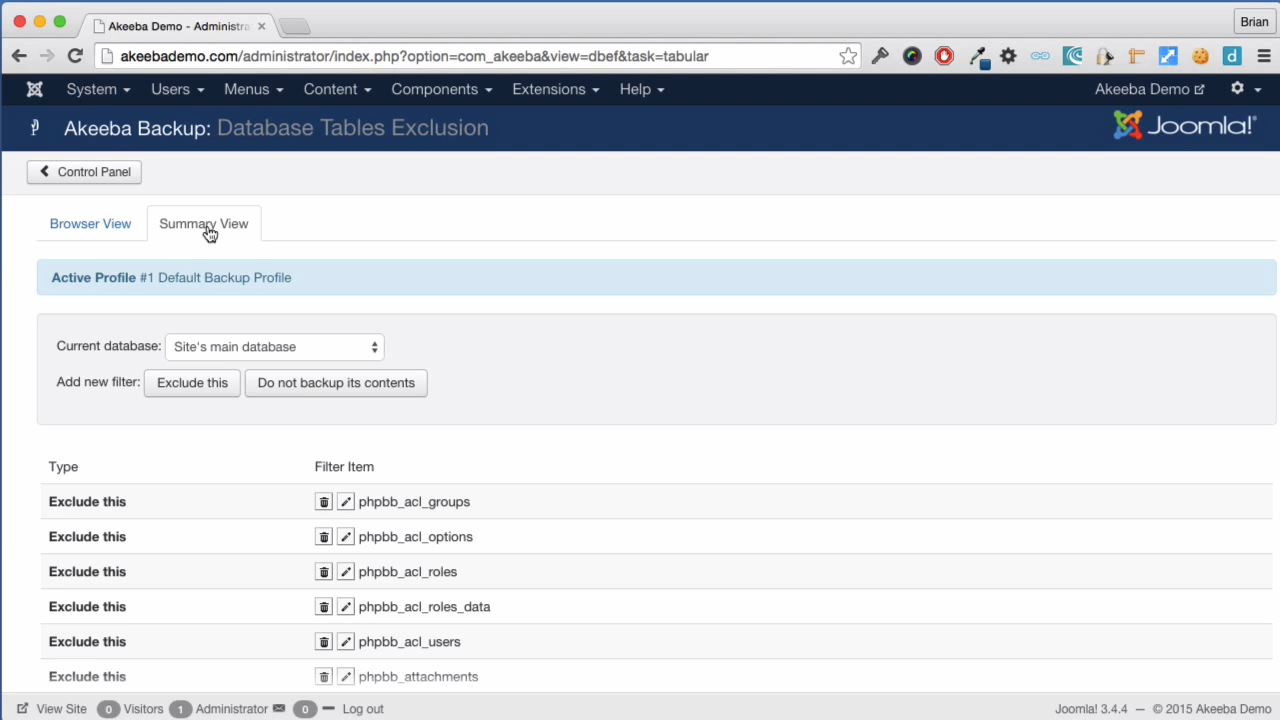 Akeeba Demo - Administra
Brian
akeebademo.com/administrator/index.php?option=com_akeeba&view=dbef&task=tabular
System Users Menus Content Components Extensions Help Akeeba Demo
Akeeba Backup: Database Tables Exclusion
Joomla!®
Control Panel
Browser View Summary View
Active Profile #1 Default Backup Profile
Current database: Site's main database
Add new filter: Exclude this Do not backup its contents
Type Filter Item
Exclude this phpbb_acl_groups
Exclude this phpbb_acl_options
Exclude this phpbb_acl_roles
Exclude this phpbb_acl_roles_data
Exclude this phpbb_acl_users
Exclude this phpbb_attachments
View Site 0 Visitors 1 Administrator 0 Log out Joomla! 3.4.4 — © 2015 Akeeba Demo